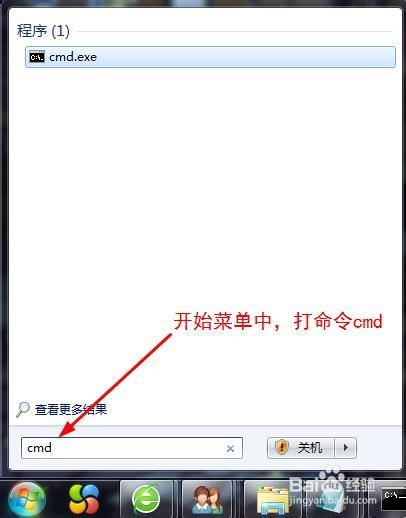 程序 (1)
cmd.exe
开始菜单中，打命令cmd
查看更多结果
cmd
关机
Baidu 经验
jingyan.baidu.com